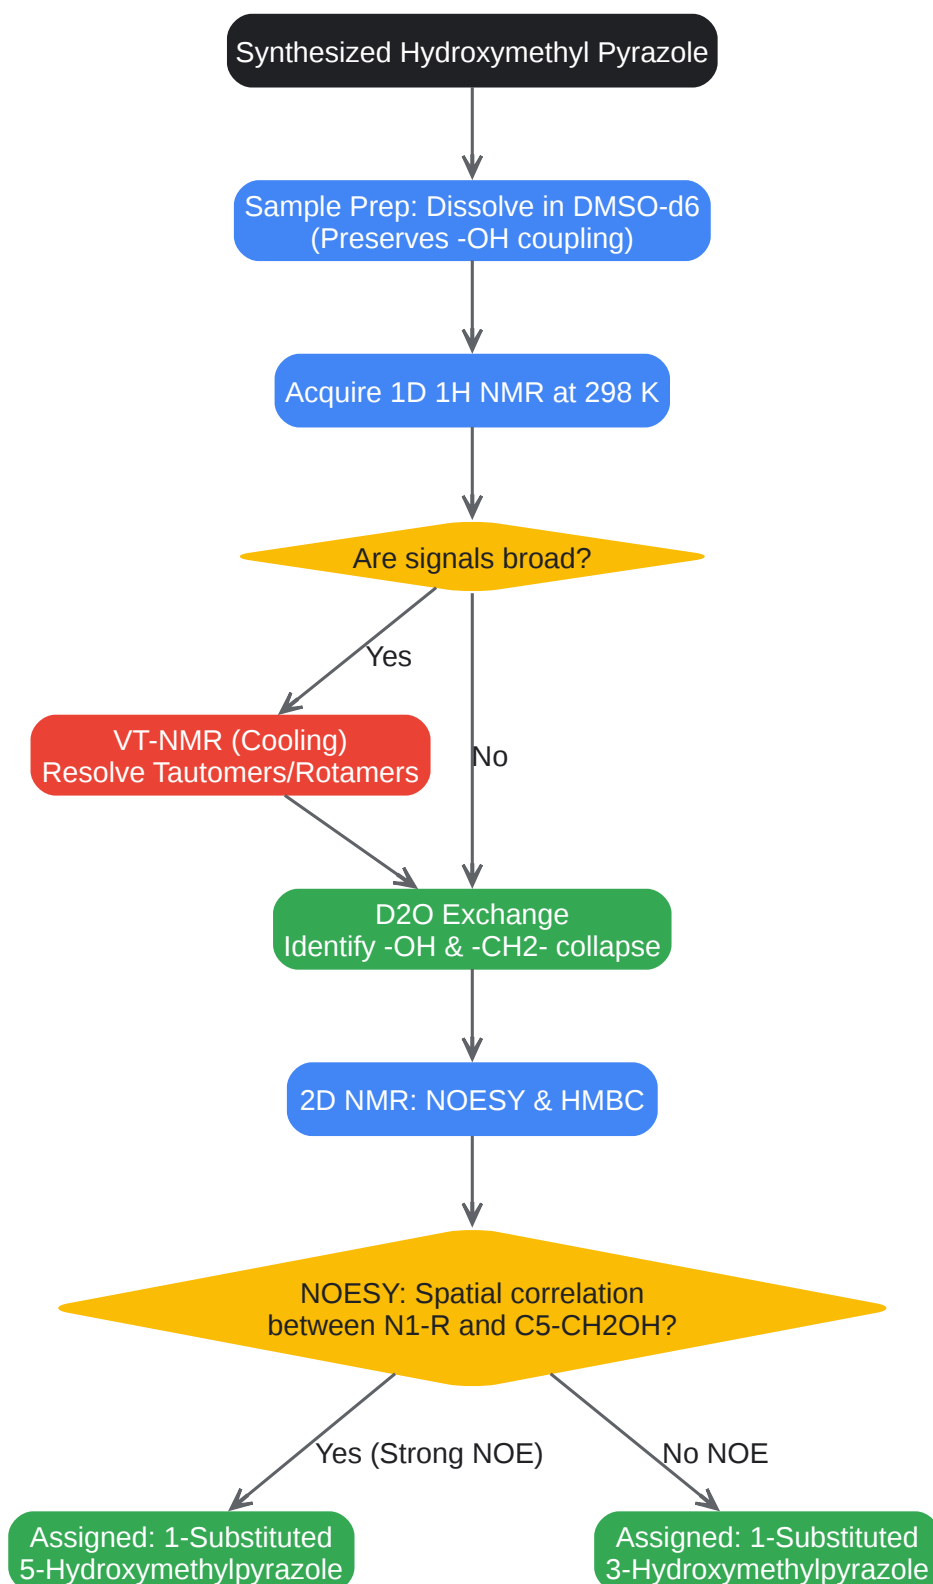 Synthesized Hydroxymethyl Pyrazole
Sample Prep: Dissolve in DMSO-d6
(Preserves -OH coupling)
Acquire 1D 1H NMR at 298 K
Are signals broad?
Yes
No
VT-NMR (Cooling)
Resolve Tautomers/Rotamers
D2O Exchange
Identify -OH & -CH2- collapse
2D NMR: NOESY & HMBC
NOESY: Spatial correlation
between N1-R and C5-CH2OH?
Yes (Strong NOE)
No NOE
Assigned: 1-Substituted
5-Hydroxymethylpyrazole
Assigned: 1-Substituted
3-Hydroxymethylpyrazole